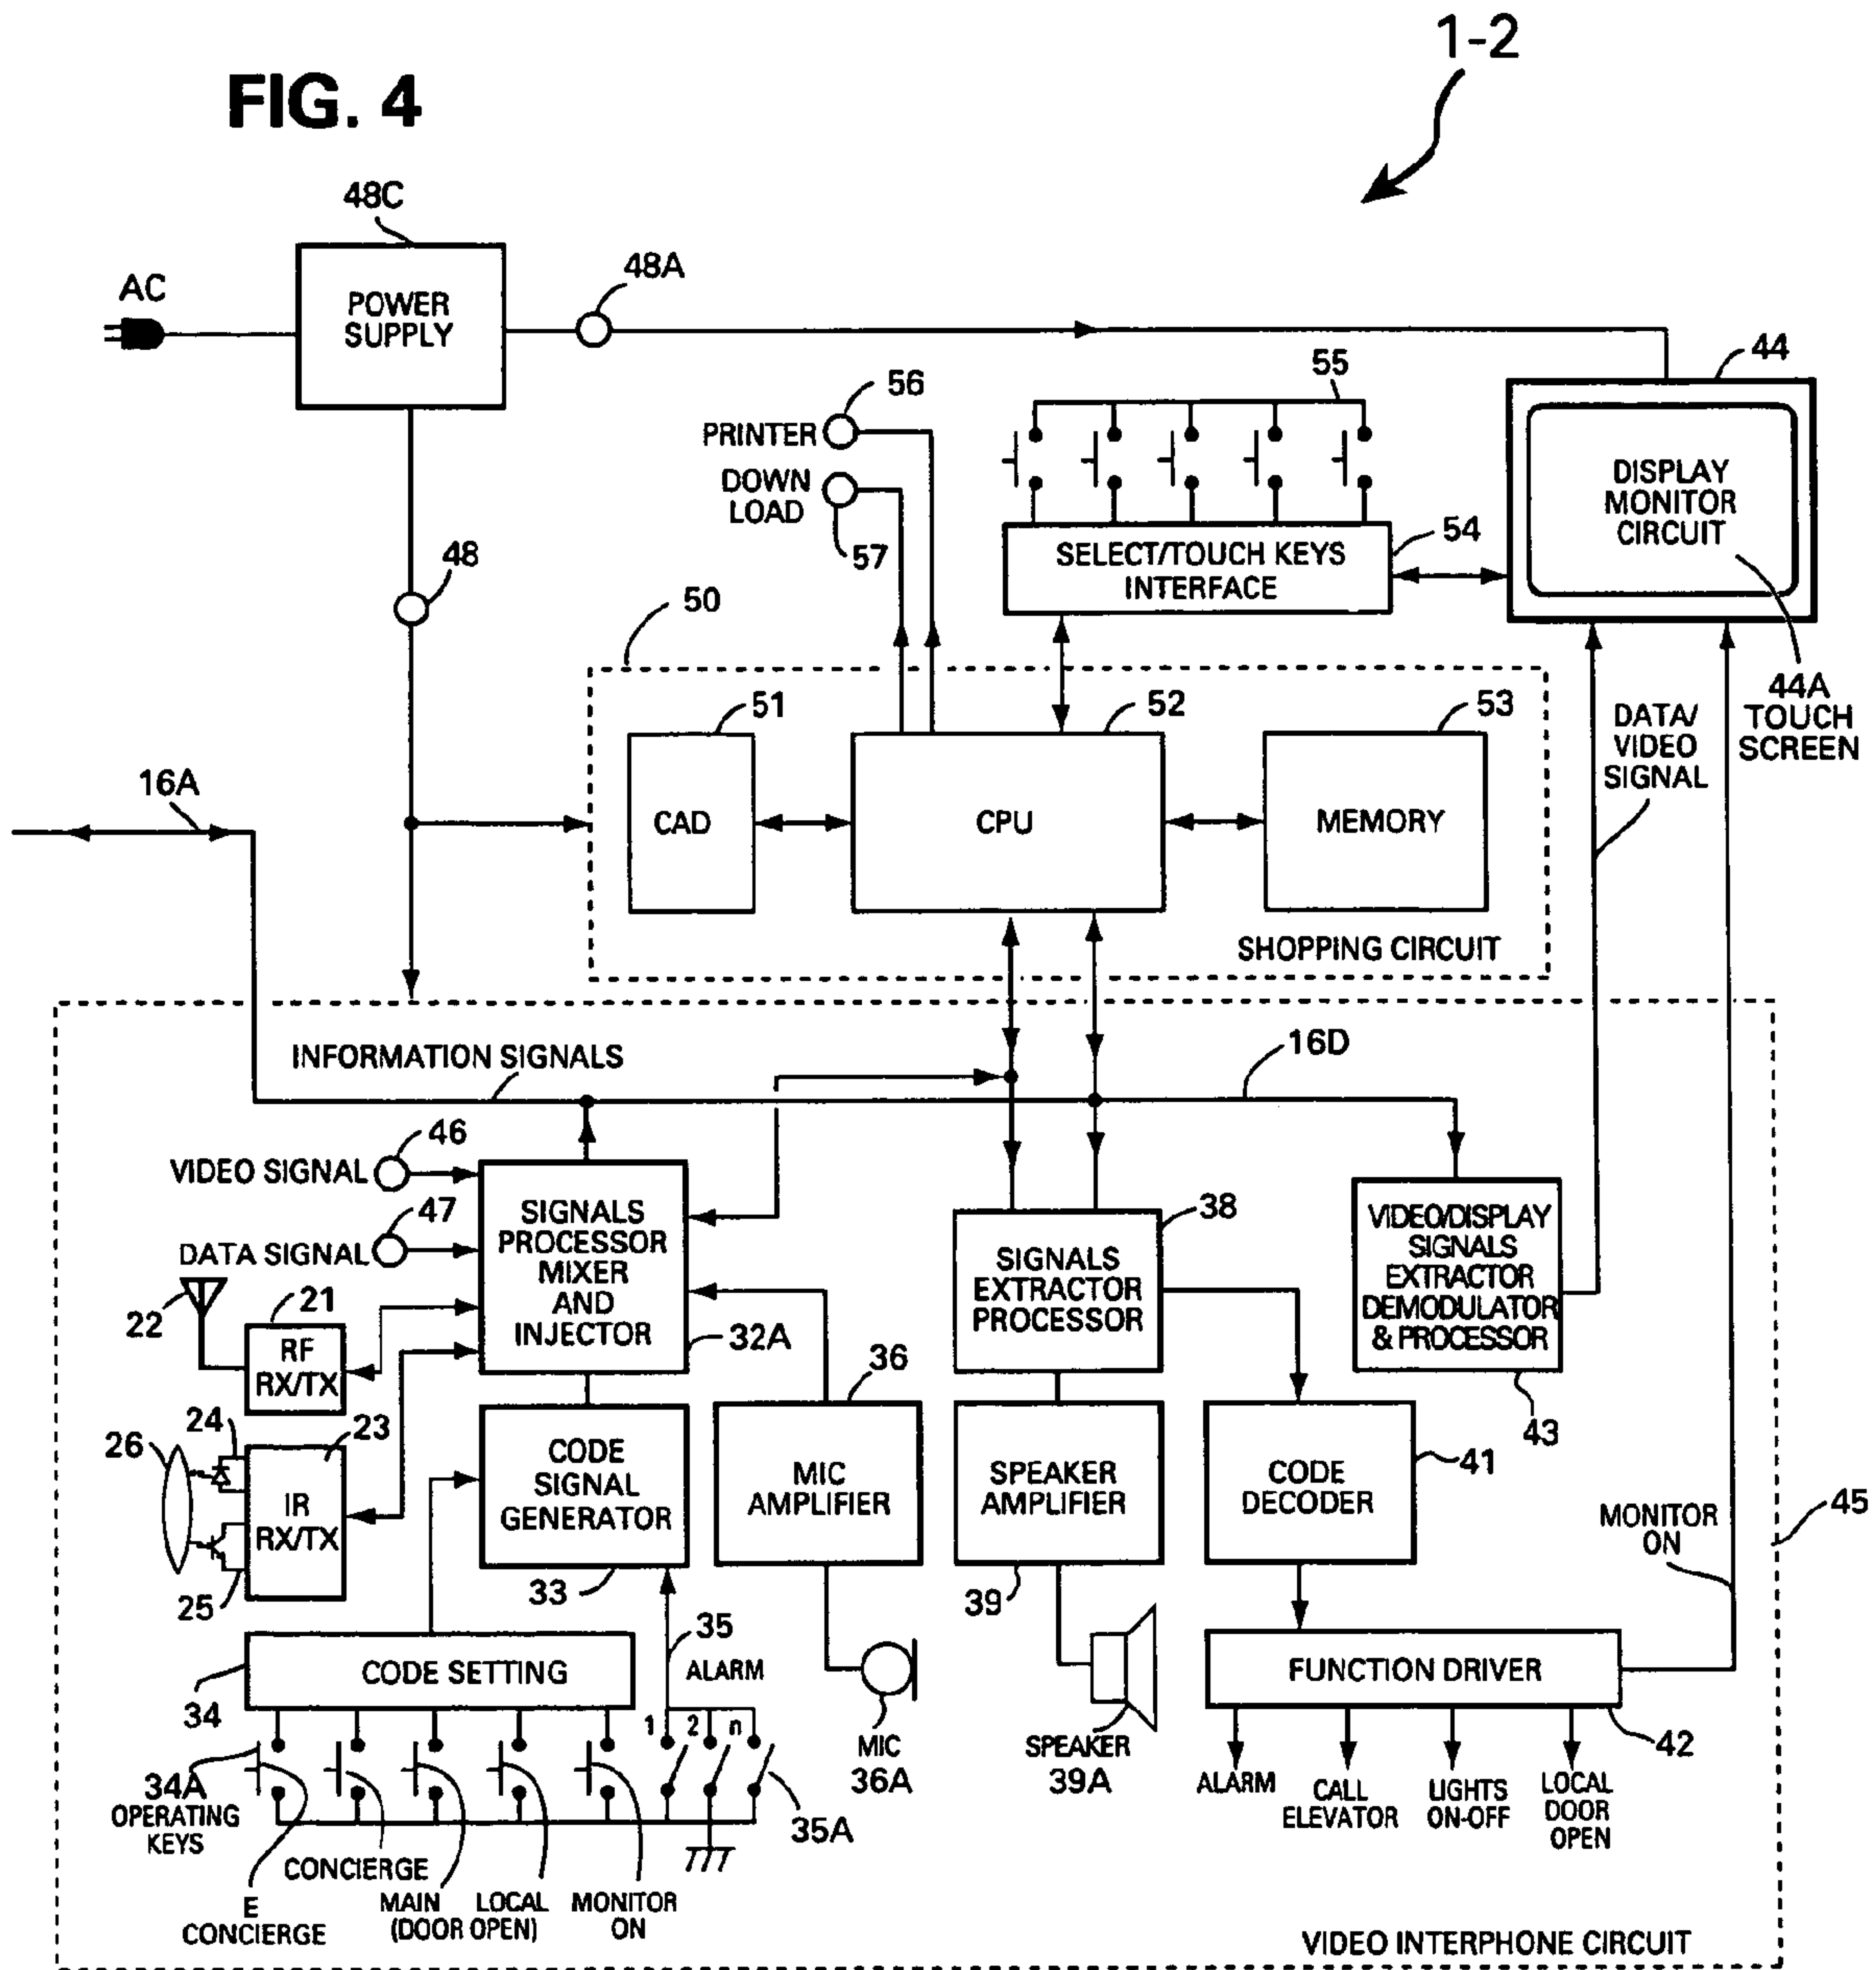 1-2
FIG. 4
48C
AC
POWER
SUPPLY
48A
44
55
56
PRINTER
DOWN
LOAD
57
DISPLAY
MONITOR
CIRCUIT
54
SELECT/TOUCH KEYS
INTERFACE
48
50
44A
TOUCH
SCREEN
DATA/
VIDEO
SIGNAL
51
52
53
16A
CAD
CPU
MEMORY
SHOPPING CIRCUIT
INFORMATION SIGNALS
16D
46
VIDEO SIGNAL
47
DATA SIGNAL
SIGNALS
PROCESSOR
MIXER
AND
INJECTOR
32A
38
SIGNALS
EXTRACTOR
PROCESSOR
VIDEO/DISPLAY
SIGNALS
EXTRACTOR
DEMODULATOR
& PROCESSOR
43
22
21
RF
RX/TX
36
24
26
23
IR
RX/TX
25
CODE
SIGNAL
GENERATOR
33
MIC
AMPLIFIER
SPEAKER
AMPLIFIER
39
CODE
DECODER
41
45
MONITOR
ON
35
ALARM
CODE SETTING
34
1 2 n
FUNCTION DRIVER
42
MIC
36A
SPEAKER
39A
34A
OPERATING
KEYS
35A
ALARM
CALL
ELEVATOR
LIGHTS
ON-OFF
LOCAL
DOOR
OPEN
E
CONCIERGE
CONCIERGE
MAIN LOCAL
(DOOR OPEN)
MONITOR
ON
VIDEO INTERPHONE CIRCUIT